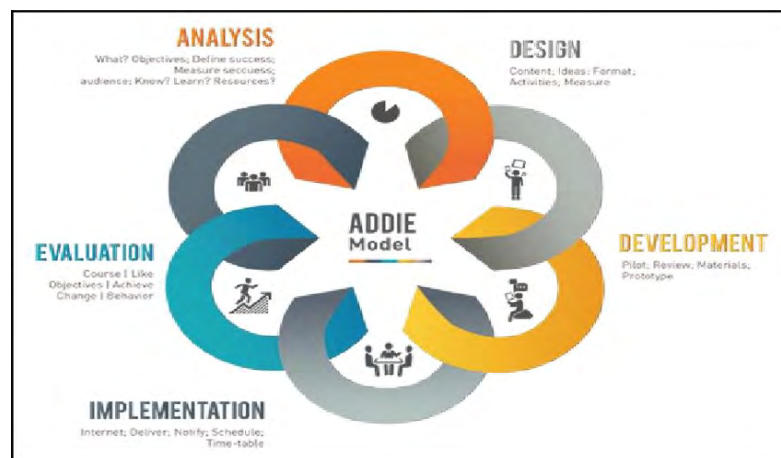 ANALYSIS
What? Objectives; Define success;
Measure seccuess;
audience; Know? Learn? Resources?
DESIGN
Content; Ideas; Format;
Activities, Measure
ADDIE
Model
EVALUATION
Course | Like
Objectives | Achieve
Change | Behavior
DEVELOPMENT
Pilot; Review; Materials;
Prototype
IMPLEMENTATION
Internet; Deliver; Notify; Schedule;
Time-table